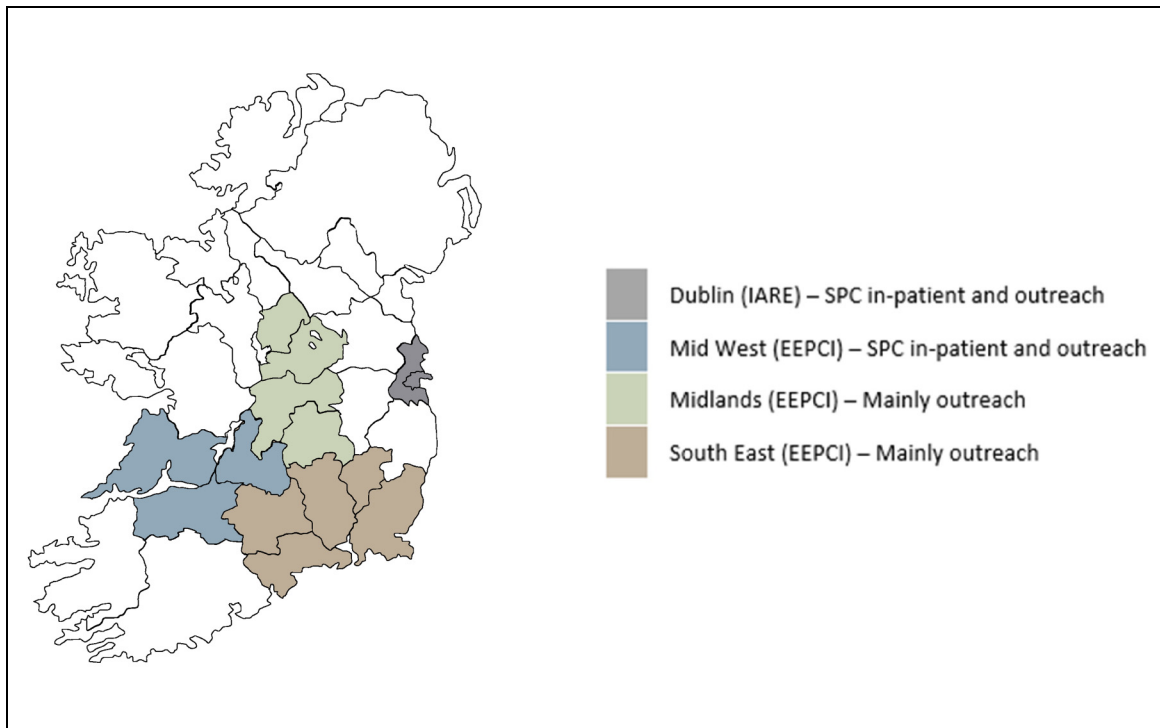 Dublin (IARE) – SPC in-patient and outreach
Mid West (EEPCI) – SPC in-patient and outreach
Midlands (EEPCI) – Mainly outreach
South East (EEPCI) – Mainly outreach